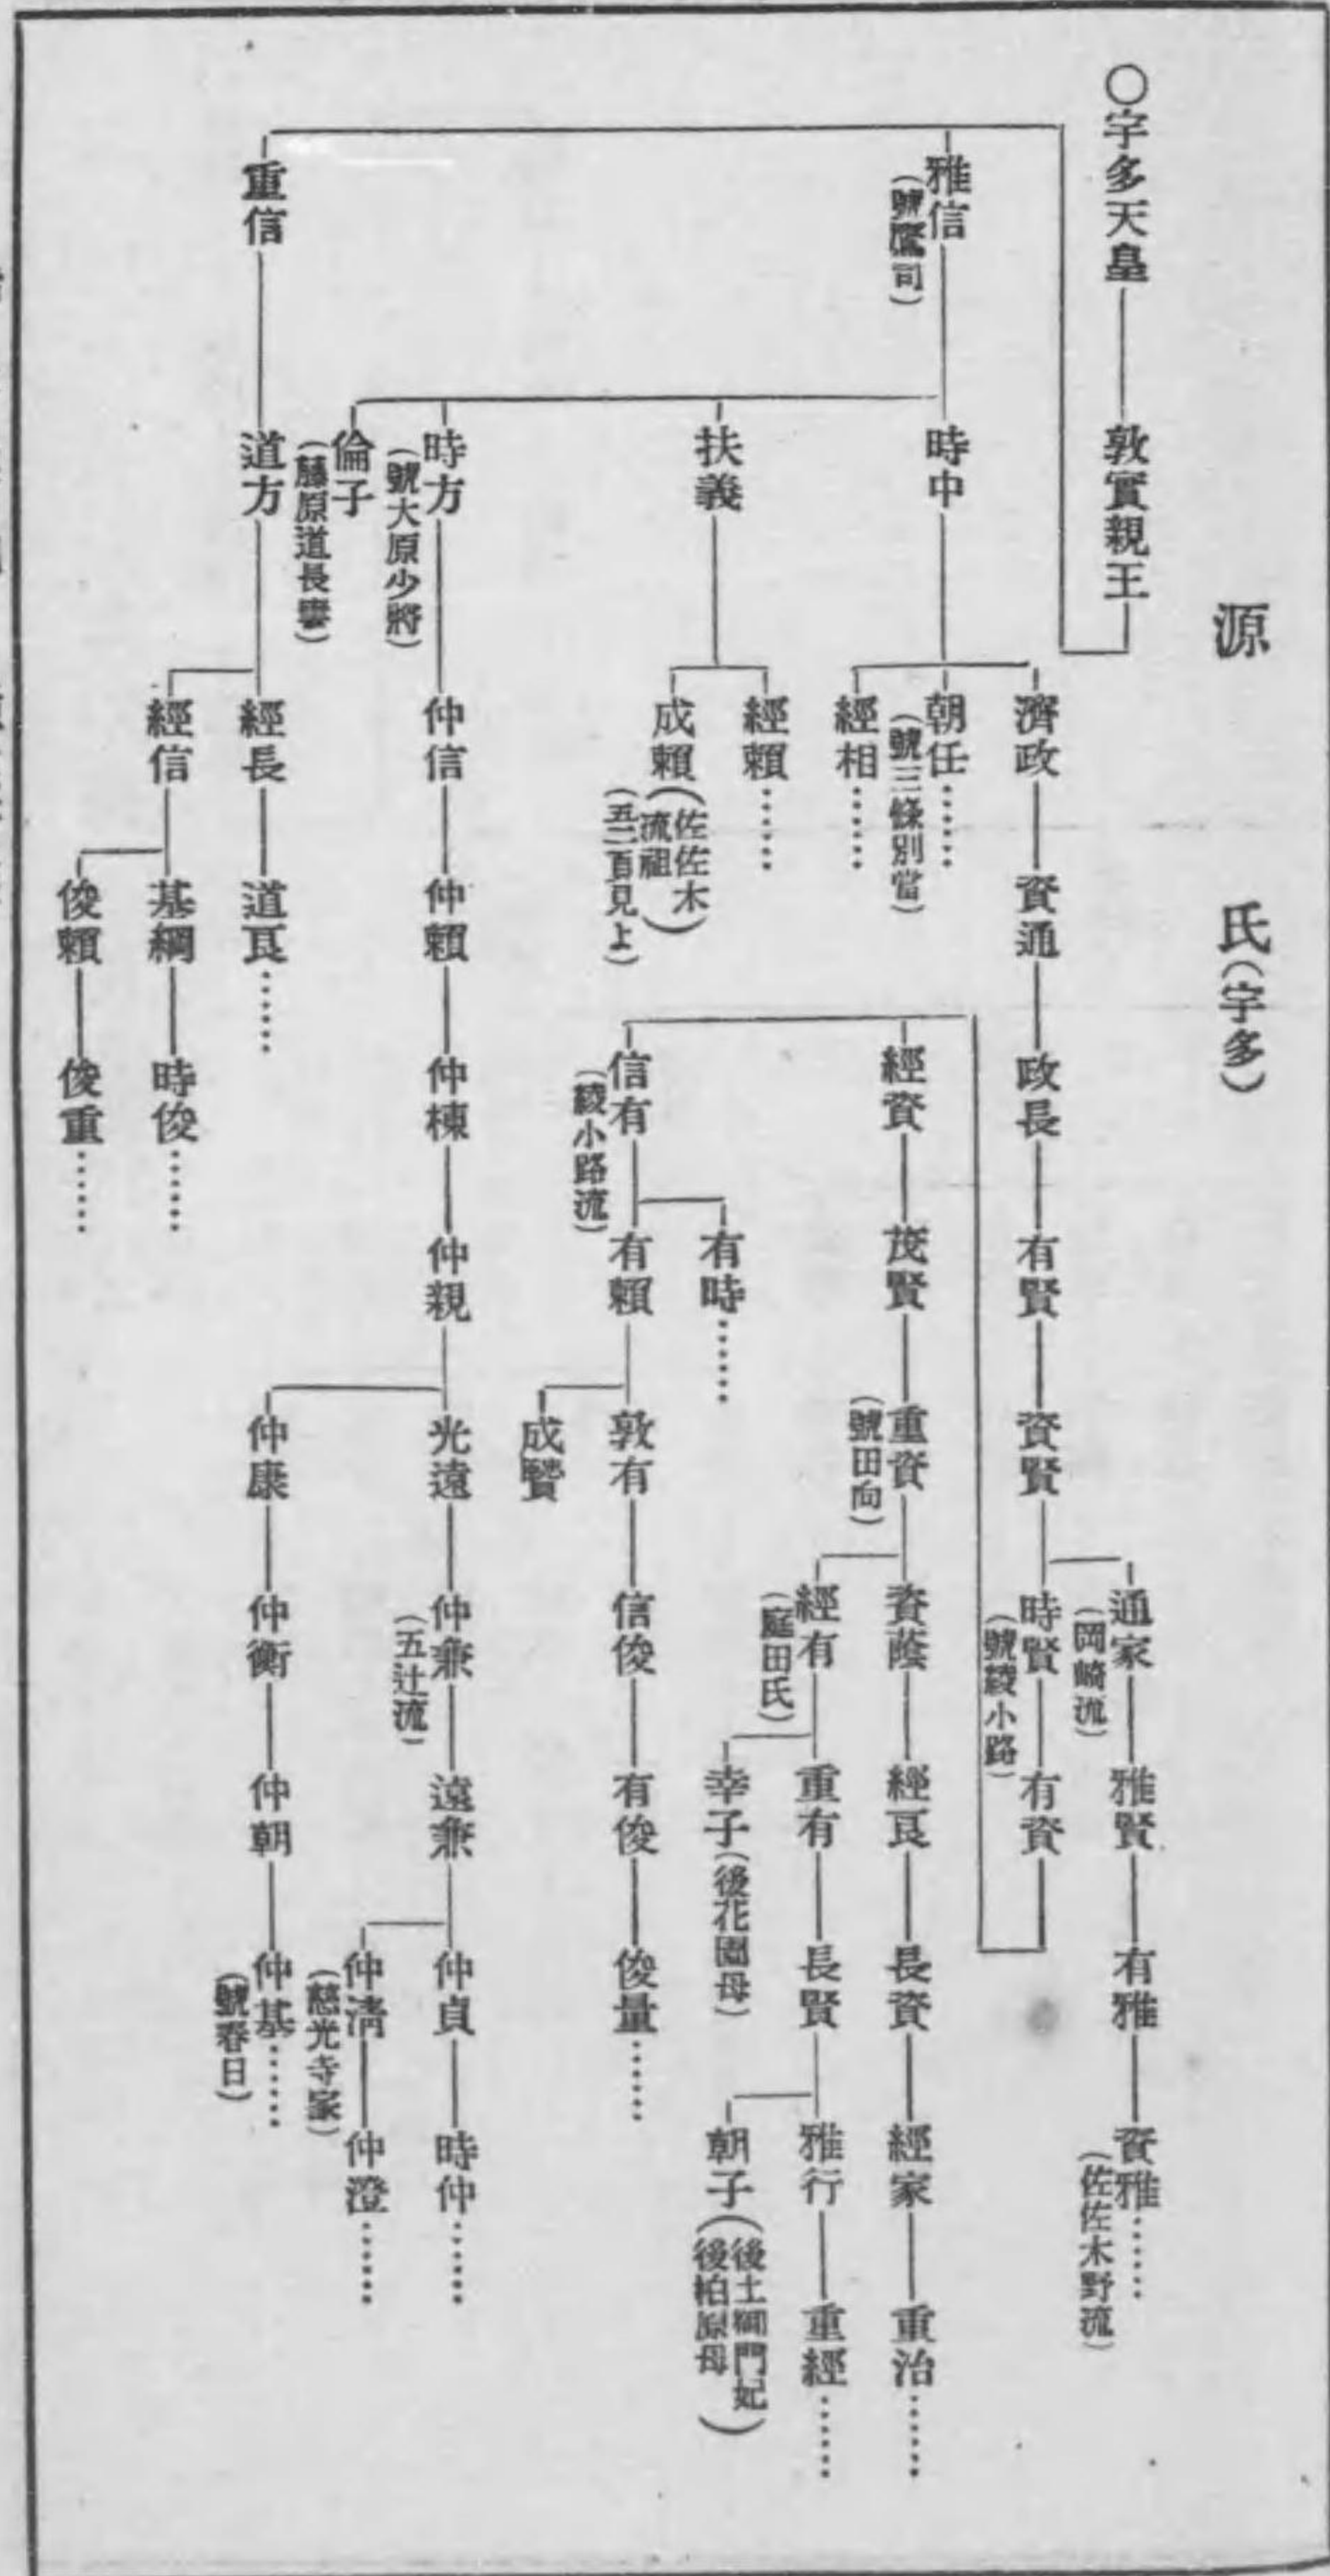 源氏(宇多)
○宇多天皇―敦實親王
雅信(號鷹司)―時中―濟政―資通―政長―有賢―資賢―通家(岡崎流)―雅賢―有雅―資雅……(佐佐木野流)
時賢(號綾小路)―有資
經資―茂賢―重資(號田向)―資蔭―經良―長資―經家―重治……
經有(庭田氏)―重有―長賢―雅行―重經……
朝子(後土御門妃後柏原母)
幸子(後花園母)
信有(綾小路流)―有時……
有賴―敦有―信俊―有俊―俊量……
成賢
朝任……(號三條別當)
經相……
扶義―經賴……
成賴(佐佐木流祖)(五二頁見よ)
時方(號大原少將)―仲信―仲賴―仲棟―仲親―光遠―仲兼(五辻流)―遠兼―仲貞―時仲……
仲淸(慈光寺家)―仲澄……
仲康―仲衡―仲朝―仲基……(號春日)
倫子(藤原道長妻)
重信―道方―經長―道良……
經信―基綱―時俊……
俊賴―俊重……